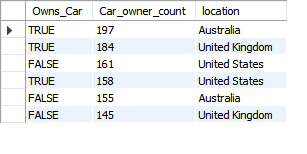 Owns_Car Car_owner_count location
TRUE 197 Australia
TRUE 184 United Kingdom
FALSE 161 United States
TRUE 158 United States
FALSE 155 Australia
FALSE 145 United Kingdom